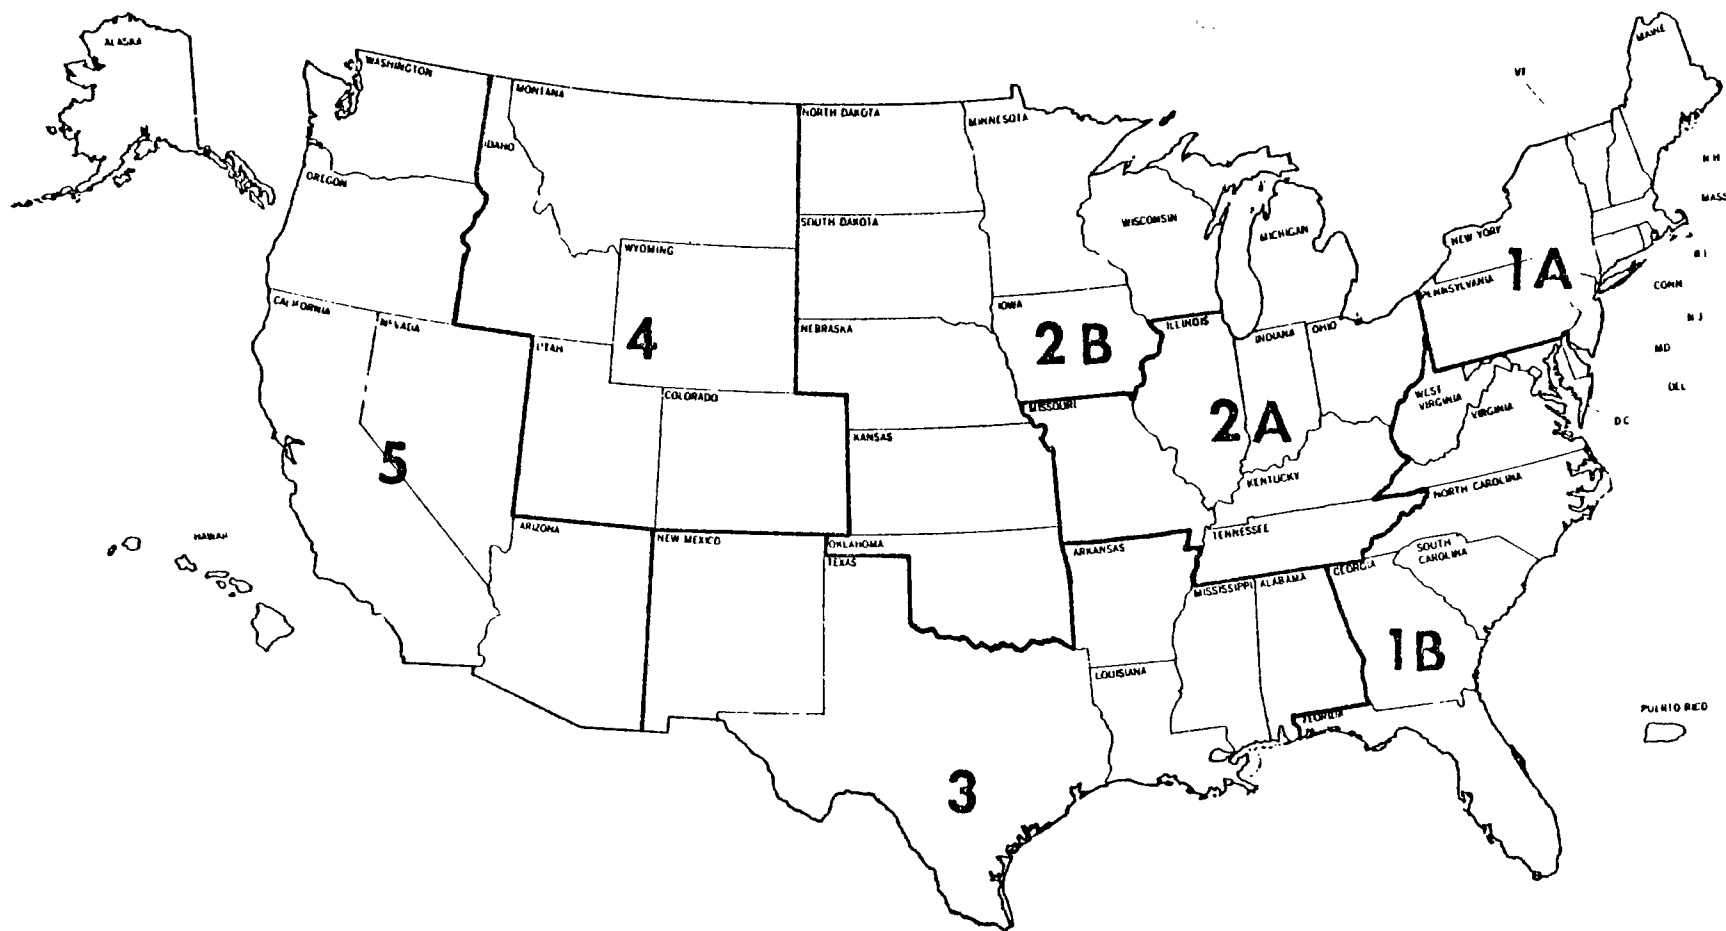 ALASKA
WASHINGTON
MONTANA
IDAHO
OREGON
NORTH DAKOTA
MINNESOTA
SOUTH DAKOTA
WISCONSIN
MICHIGAN
MAINE
VT
N H
MASS
NEW YORK
1A
PENNSYLVANIA
R I
CONN
N J
MD
DEL
DC
WYOMING
CALIFORNIA
NEVADA
UTAH
4
NEBRASKA
IOWA
2 B
ILLINOIS
INDIANA
OHIO
COLORADO
MISSOURI
2 A
WEST
VIRGINIA
VIRGINIA
5
KANSAS
KENTUCKY
NORTH CAROLINA
HAWAII
ARIZONA
NEW MEXICO
OKLAHOMA
TEXAS
ARKANSAS
TENNESSEE
SOUTH
CAROLINA
MISSISSIPPI
ALABAMA
GEORGIA
1B
LOUISIANA
FLORIDA
PUERTO RICO
3